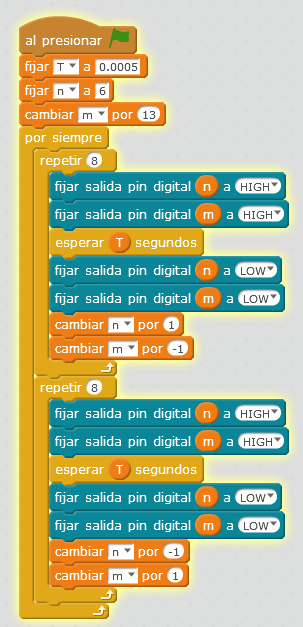 al presionar
fijar T a 0.0005
fijar n a 6
cambiar m por 13
por siempre
repetir 8
fijar salida pin digital n a HIGH
fijar salida pin digital m a HIGH
esperar T segundos
fijar salida pin digital n a LOW
fijar salida pin digital m a LOW
cambiar n por 1
cambiar m por -1
repetir 8
fijar salida pin digital n a HIGH
fijar salida pin digital m a HIGH
esperar T segundos
fijar salida pin digital n a LOW
fijar salida pin digital m a LOW
cambiar n por -1
cambiar m por 1